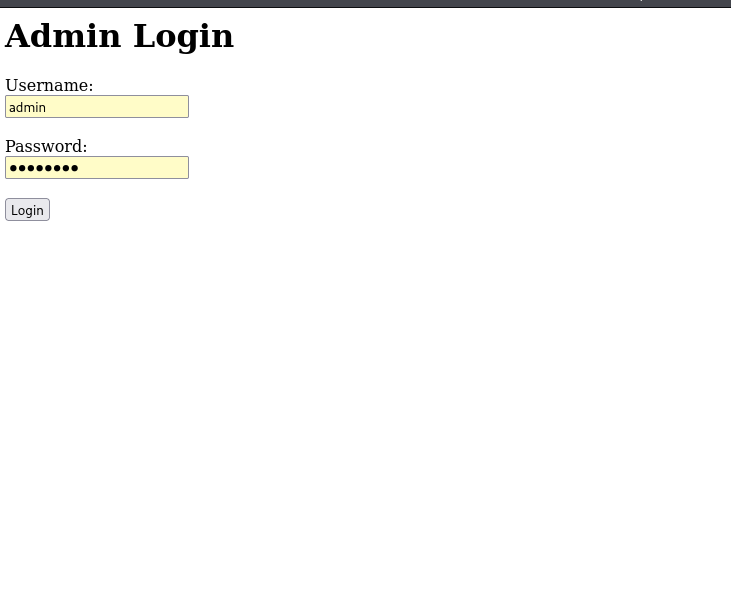 Admin Login
Username:
admin
Password:
••••••••
Login